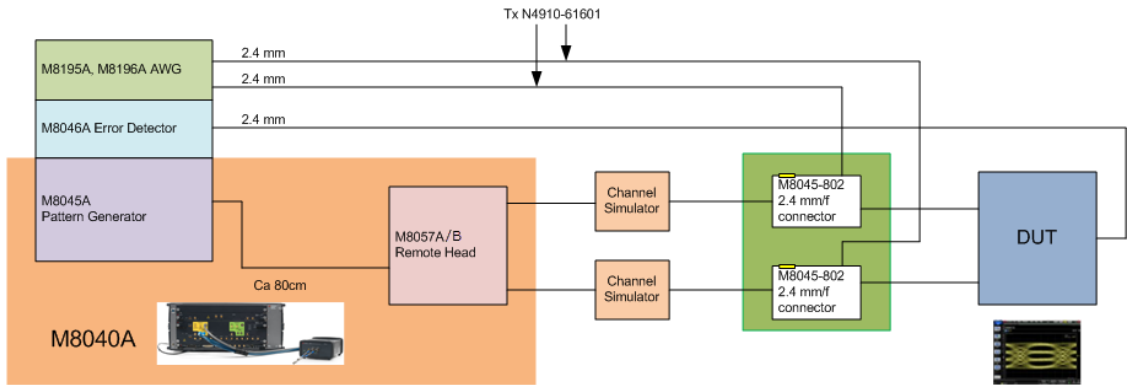 Tx N4910-61601
2.4 mm
M8195A, M8196A AWG
2.4 mm
M8046A Error Detector
2.4 mm
M8045A
Pattern Generator
M8057A/B
Remote Head
Ca 80cm
M8040A
Channel
Simulator
Channel
Simulator
M8045-802
2.4 mm/f
connector
M8045-802
2.4 mm/f
connector
DUT